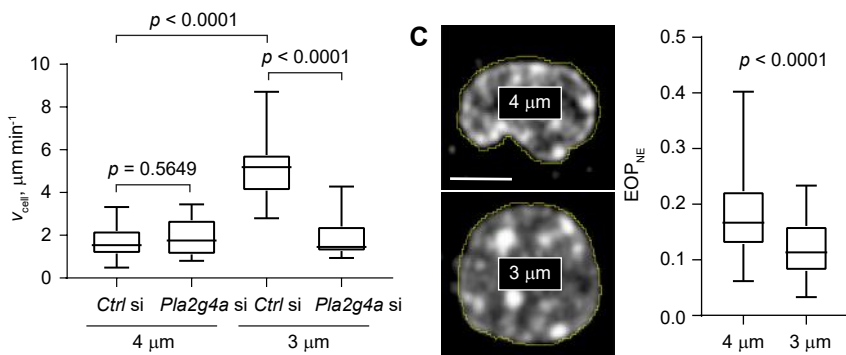 p < 0.0001
p < 0.0001
p = 0.5649
10
8
6
4
2
0
v_cell, μm min⁻¹
Ctrl si Pla2g4a si Ctrl si Pla2g4a si
4 μm 3 μm
C
4 μm
3 μm
p < 0.0001
0.5
0.4
0.3
0.2
0.1
0.0
EOP_NE
4 μm 3 μm